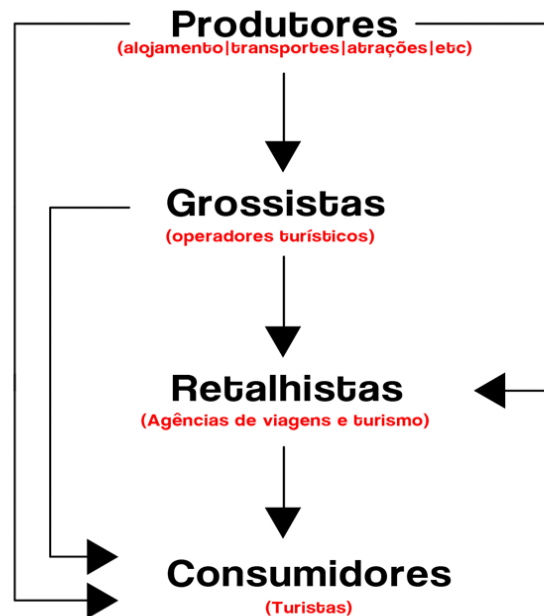 Produtores
(alojamento|transportes|atrações|etc)
Grossistas
(operadores turísticos)
Retalhistas
(Agências de viagens e turismo)
Consumidores
(Turistas)